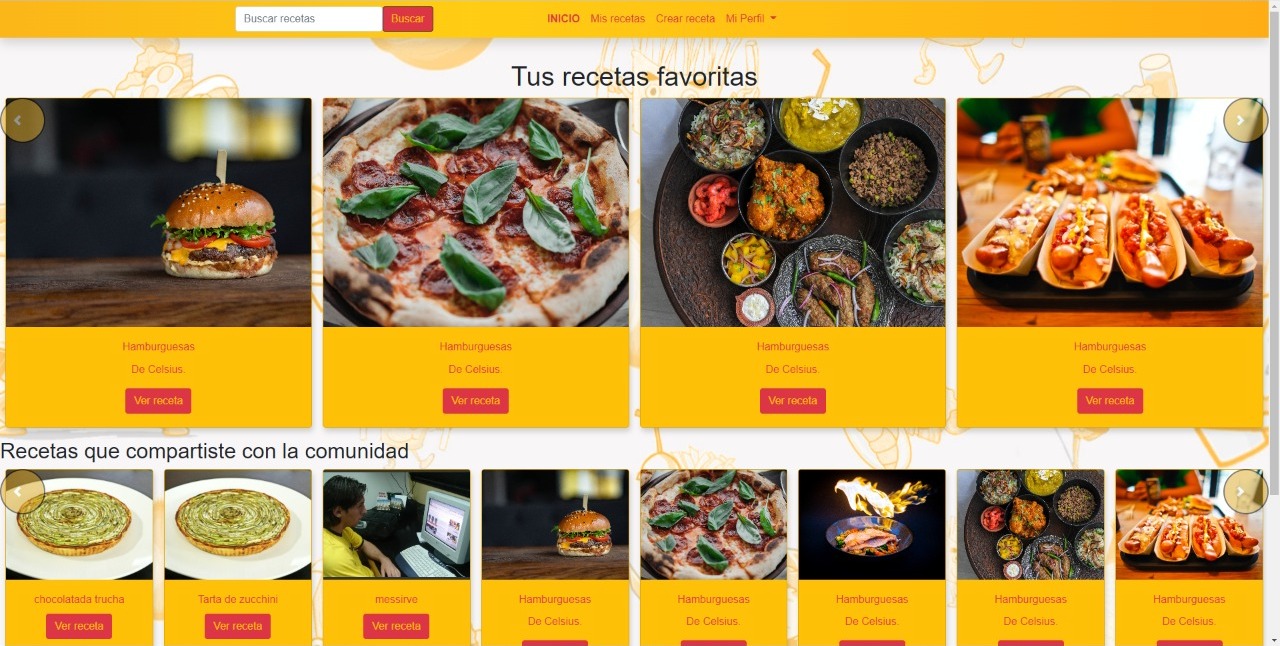 Buscar recetas
Buscar
INICIO Mis recetas Crear receta Mi Perfil
Tus recetas favoritas
Hamburguesas
De Celsius.
Ver receta
Hamburguesas
De Celsius.
Ver receta
Hamburguesas
De Celsius.
Ver receta
Hamburguesas
De Celsius.
Ver receta
Recetas que compartiste con la comunidad
chocolatada trucha
Ver receta
Tarta de zucchini
Ver receta
messirve
Ver receta
Hamburguesas
De Celsius.
Hamburguesas
De Celsius.
Hamburguesas
De Celsius.
Hamburguesas
De Celsius.
Hamburguesas
De Celsius.